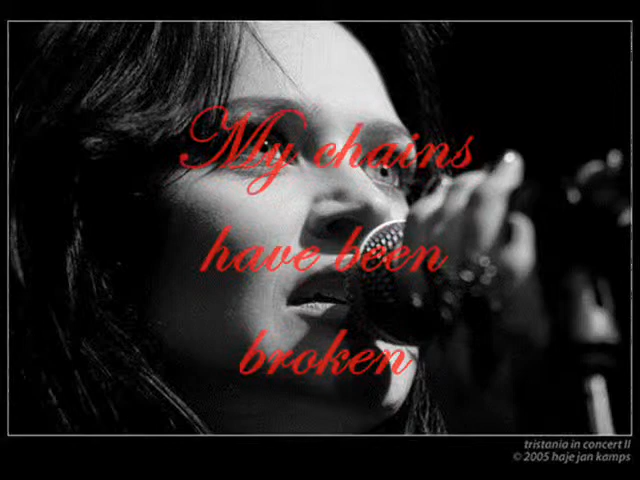 My chains
have been
broken
tristania in concert II
© 2005 haje jan kamps